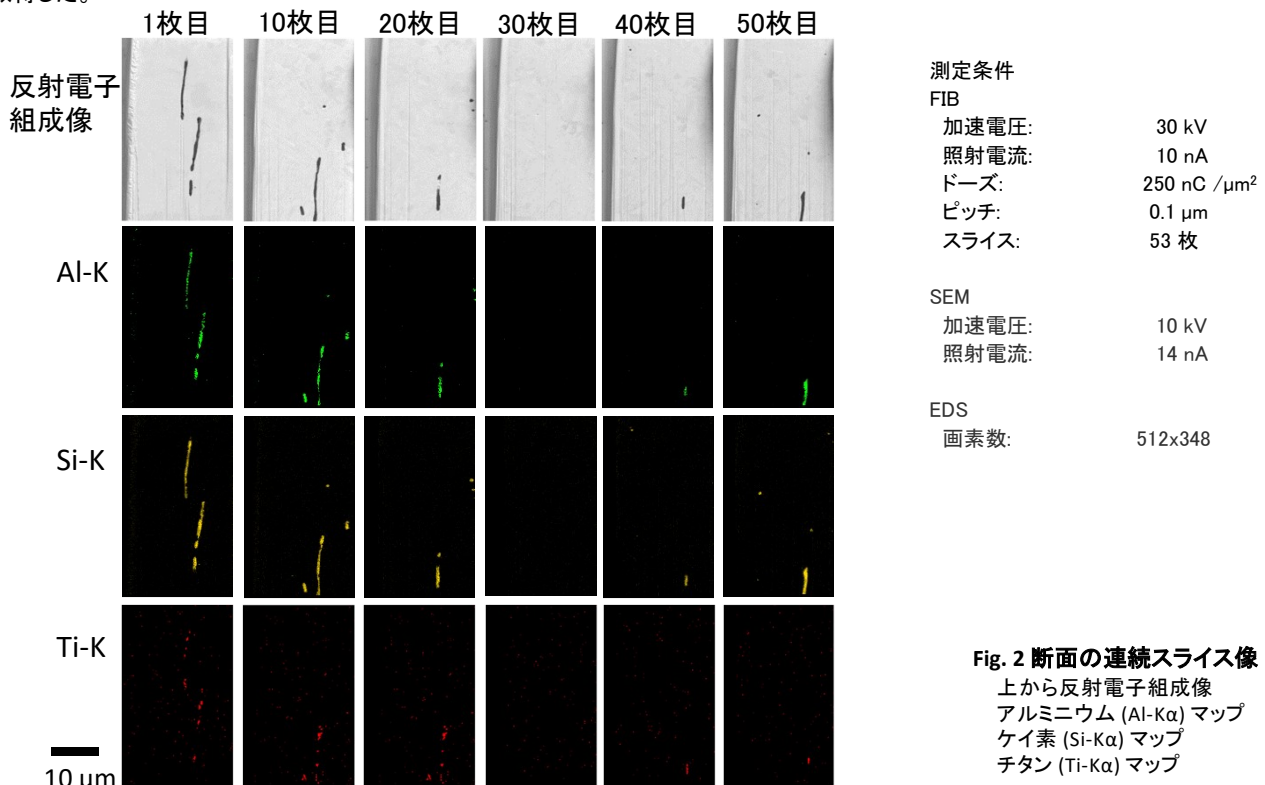 1枚目 10枚目 20枚目 30枚目 40枚目 50枚目
反射電子
組成像
Al-K
Si-K
Ti-K
10 µm
測定条件
FIB
加速電圧: 30 kV
照射電流: 10 nA
ドーズ: 250 nC /µm²
ピッチ: 0.1 µm
スライス: 53 枚
SEM
加速電圧: 10 kV
照射電流: 14 nA
EDS
画素数: 512x348
Fig. 2 断面の連続スライス像
上から反射電子組成像
アルミニウム (Al-Kα) マップ
ケイ素 (Si-Kα) マップ
チタン (Ti-Kα) マップ